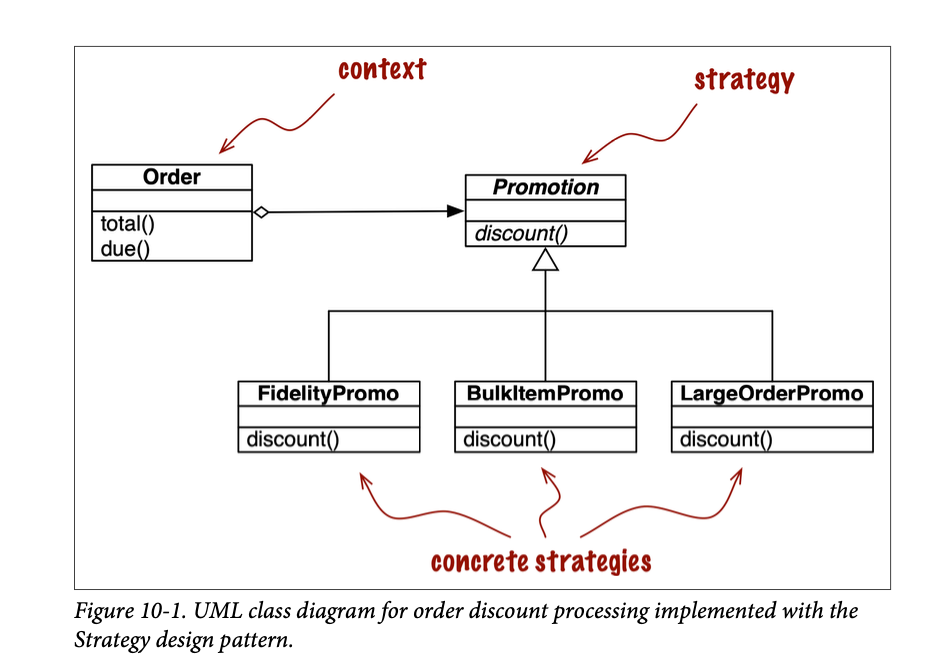 context
strategy
Order
total()
due()
Promotion
discount()
FidelityPromo
discount()
BulkItemPromo
discount()
LargeOrderPromo
discount()
concrete strategies
Figure 10-1. UML class diagram for order discount processing implemented with the
Strategy design pattern.